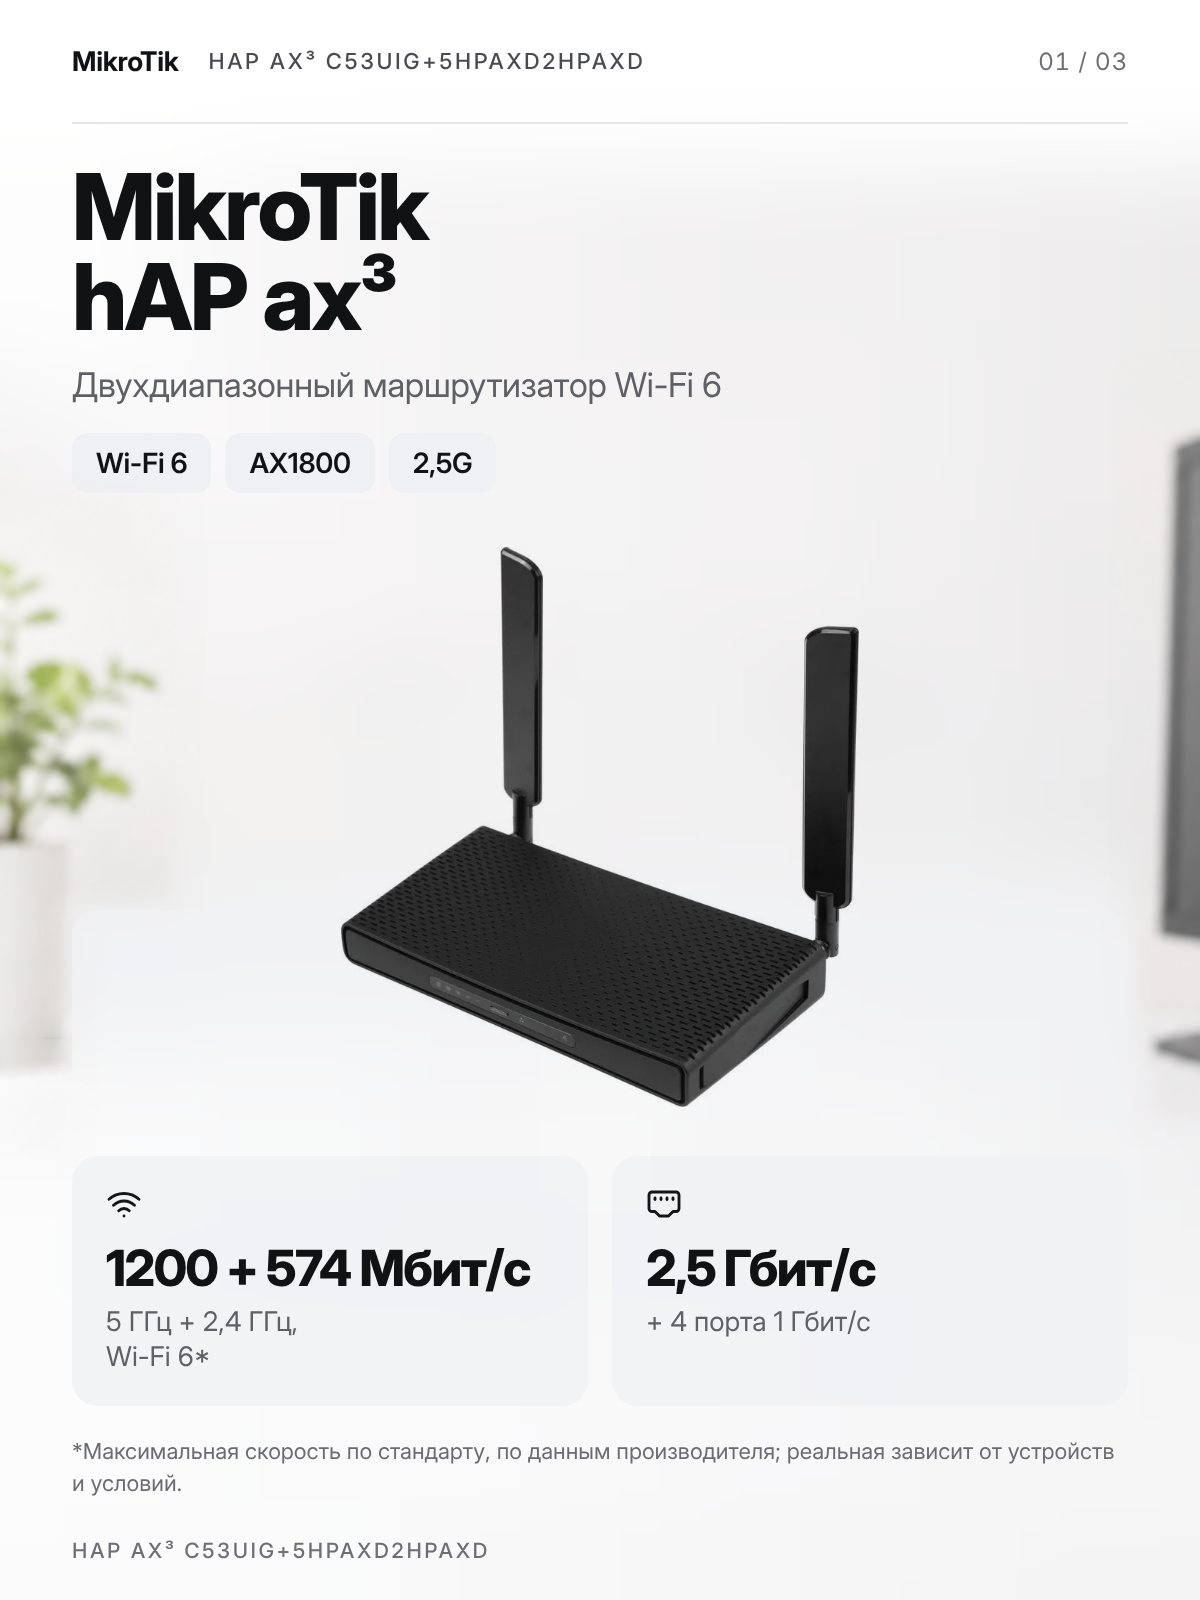 MikroTik HAP AX³ C53UIG+5HPAXD2HPAXD 01 / 03
MikroTik
hAP ax³
Двухдиапазонный маршрутизатор Wi-Fi 6
Wi-Fi 6 AX1800 2,5G
1200 + 574 Мбит/с
5 ГГц + 2,4 ГГц,
Wi-Fi 6*
2,5 Гбит/с
+ 4 порта 1 Гбит/с
*Максимальная скорость по стандарту, по данным производителя; реальная зависит от устройств
и условий.
HAP AX³ C53UIG+5HPAXD2HPAXD